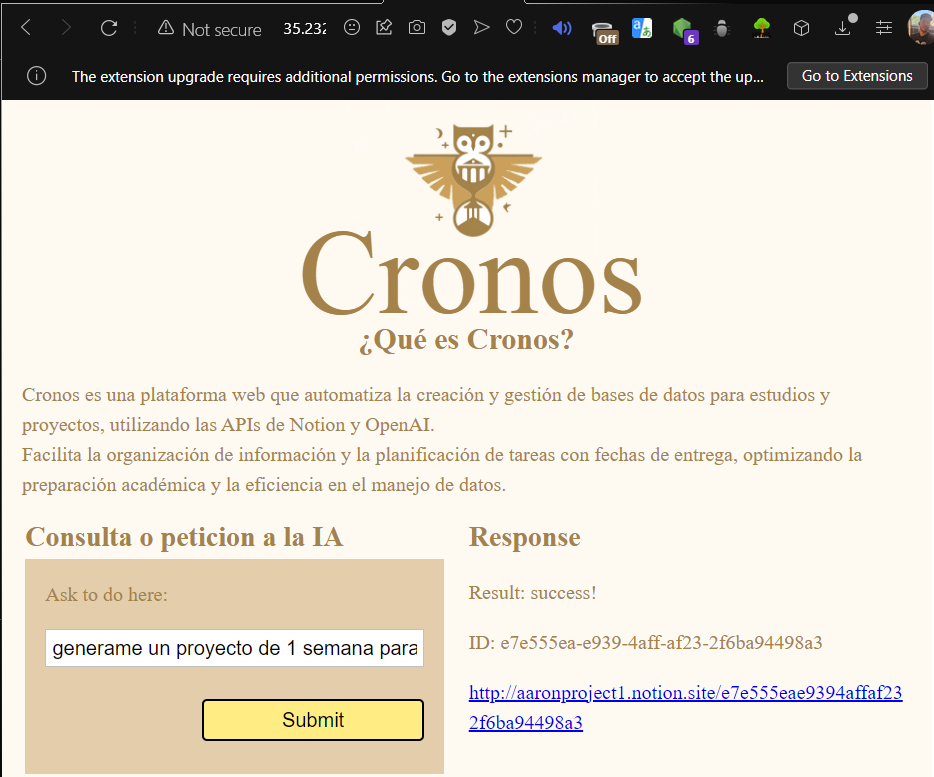 Not secure
35.232
Off
6
The extension upgrade requires additional permissions. Go to the extensions manager to accept the up...
Go to Extensions
Cronos
¿Qué es Cronos?
Cronos es una plataforma web que automatiza la creación y gestión de bases de datos para estudios y
proyectos, utilizando las APIs de Notion y OpenAI.
Facilita la organización de información y la planificación de tareas con fechas de entrega, optimizando la
preparación académica y la eficiencia en el manejo de datos.
Consulta o peticion a la IA
Ask to do here:
generame un proyecto de 1 semana para
Submit
Response
Result: success!
ID: e7e555ea-e939-4aff-af23-2f6ba94498a3
http://aaronproject1.notion.site/e7e555eae9394affaf23
2f6ba94498a3